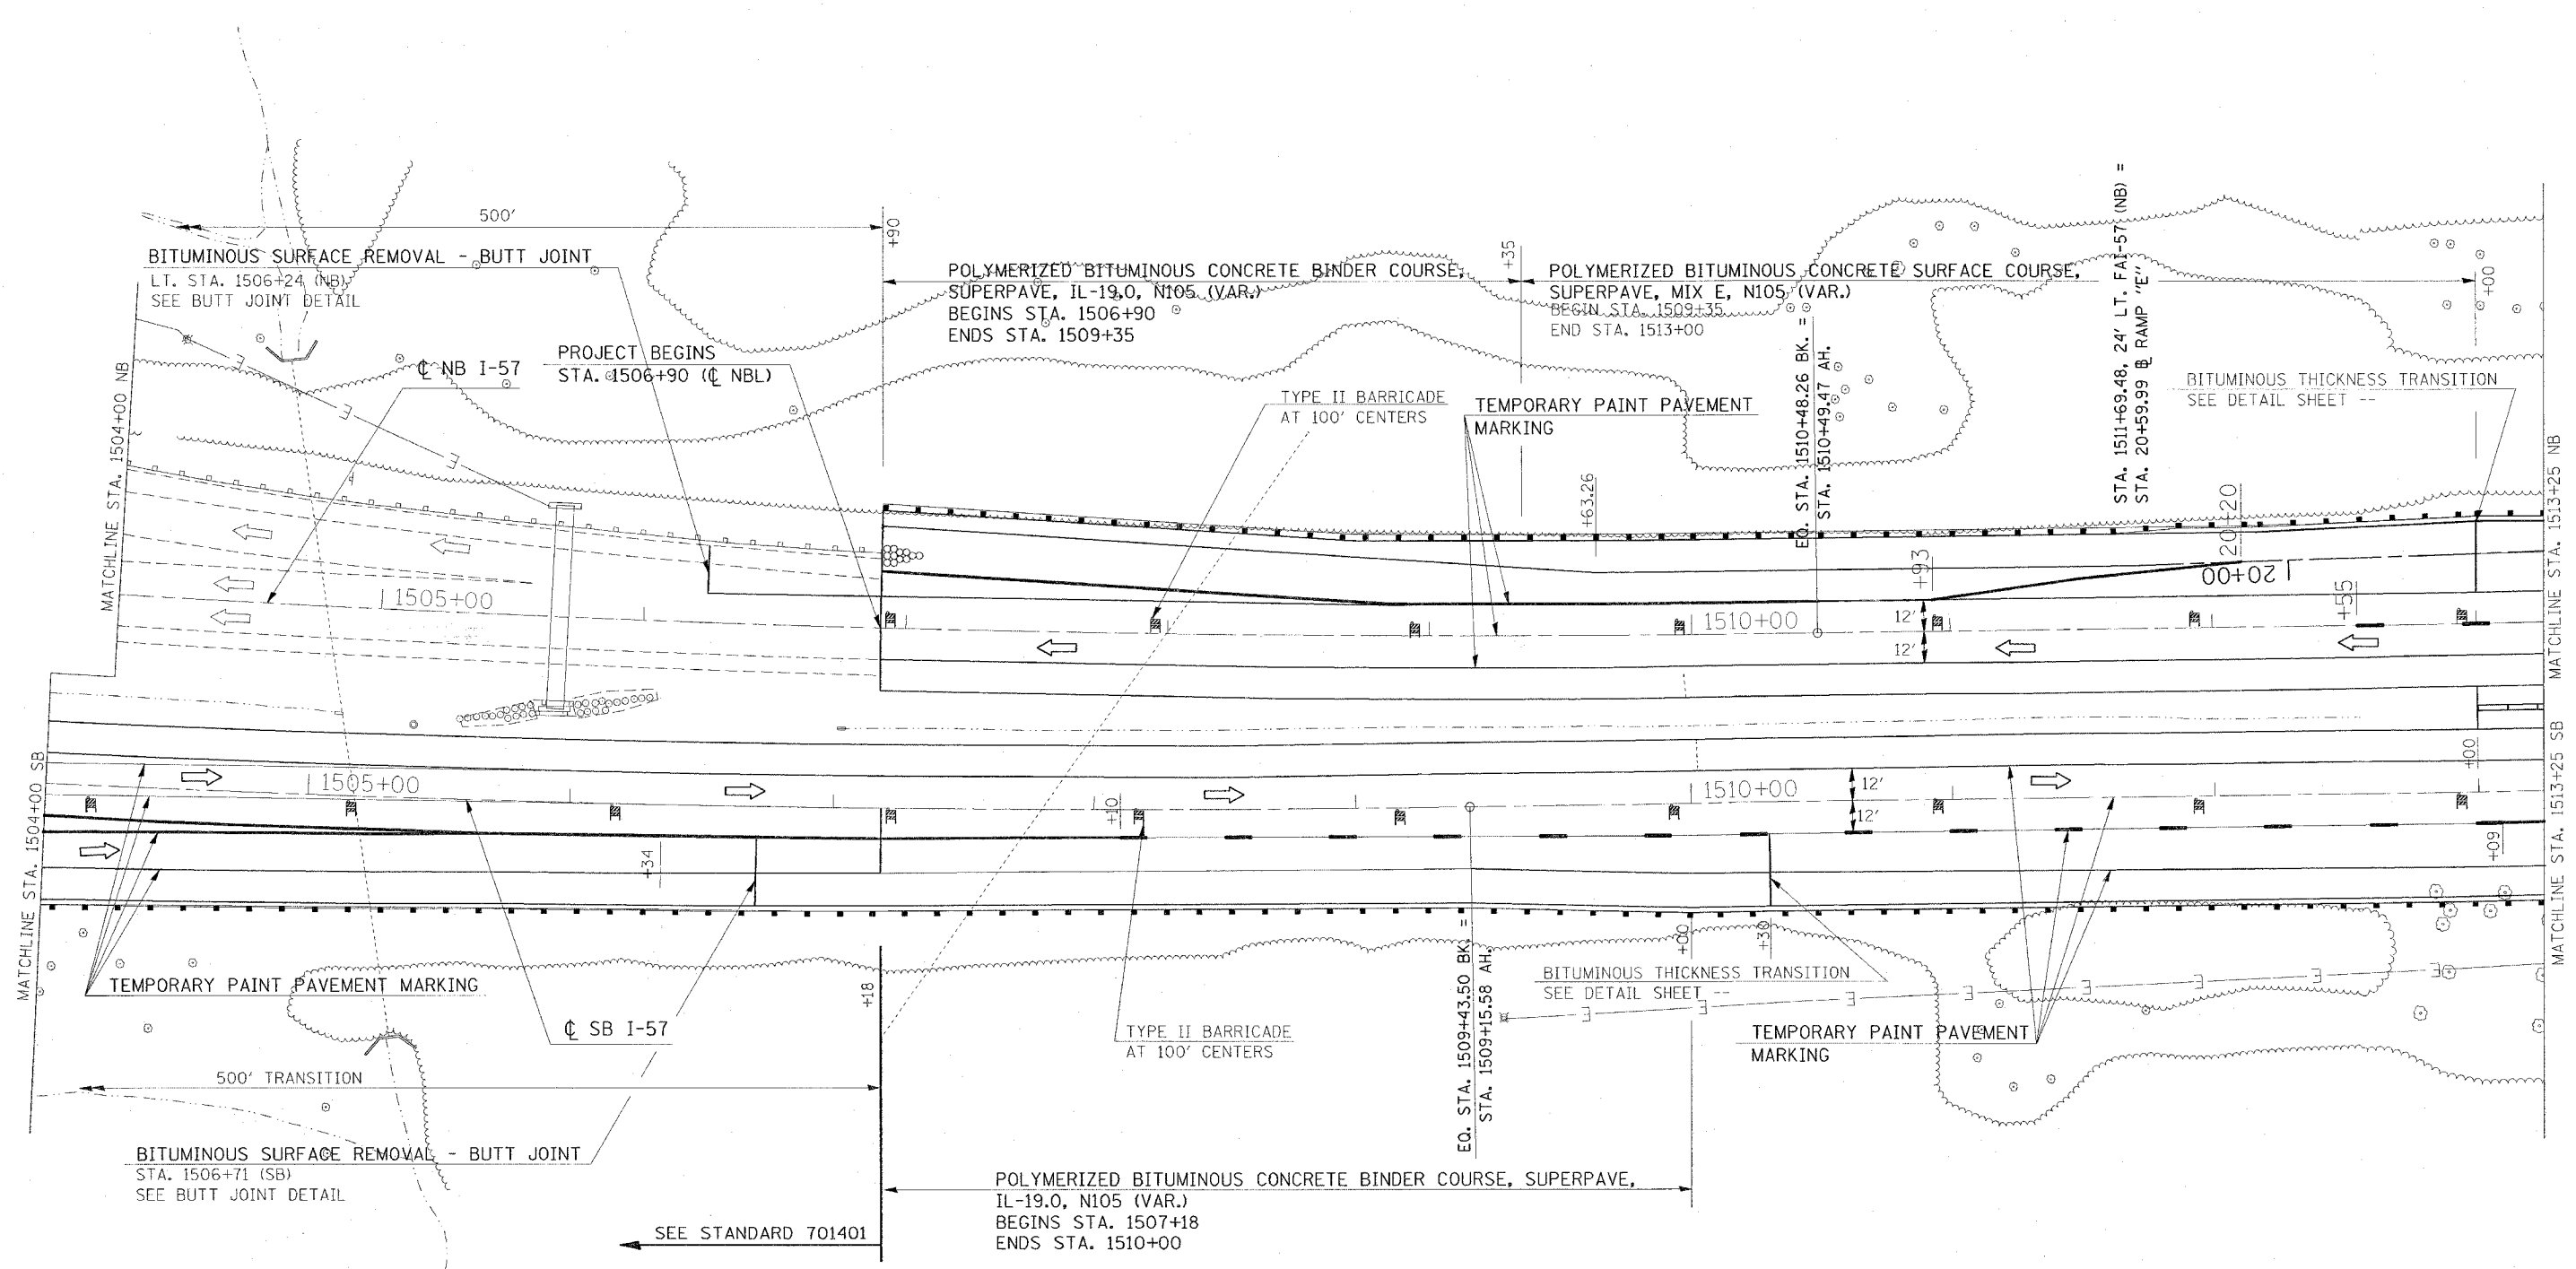 500'
+90
BITUMINOUS SURFACE REMOVAL - BUTT JOINT
LT. STA. 1506+24 (NB)
SEE BUTT JOINT DETAIL
POLYMERIZED BITUMINOUS CONCRETE BINDER COURSE,
SUPERPAVE, IL-19.0, N105 (VAR.)
BEGINS STA. 1506+90
ENDS STA. 1509+35
+35
POLYMERIZED BITUMINOUS CONCRETE SURFACE COURSE,
SUPERPAVE, MIX E, N105 (VAR.)
BEGIN STA. 1509+35
END STA. 1513+00
STA. 1511+69.48, 24' LT. FAI-57 (NB) =
STA. 20+59.99 ℄ RAMP "E"
+00
℄ NB I-57
PROJECT BEGINS
STA. 1506+90 (℄ NBL)
TYPE II BARRICADE
AT 100' CENTERS
TEMPORARY PAINT PAVEMENT
MARKING
EQ. STA. 1510+48.26 BK. =
STA. 1510+49.47 AH.
BITUMINOUS THICKNESS TRANSITION
SEE DETAIL SHEET --
MATCHLINE STA. 1504+00 NB
MATCHLINE STA. 1513+25 NB
+63.26
+93
20+20
20+00
+55
1505+00
1510+00
12'
12'
MATCHLINE STA. 1504+00 SB
MATCHLINE STA. 1513+25 SB
1505+00
+10
1510+00
12'
12'
+00
+34
+09
TEMPORARY PAINT PAVEMENT MARKING
+18
℄ SB I-57
500' TRANSITION
TYPE II BARRICADE
AT 100' CENTERS
EQ. STA. 1509+43.50 BK. =
STA. 1509+15.58 AH.
+00
+30
BITUMINOUS THICKNESS TRANSITION
SEE DETAIL SHEET --
TEMPORARY PAINT PAVEMENT
MARKING
BITUMINOUS SURFACE REMOVAL - BUTT JOINT
STA. 1506+71 (SB)
SEE BUTT JOINT DETAIL
SEE STANDARD 701401
POLYMERIZED BITUMINOUS CONCRETE BINDER COURSE, SUPERPAVE,
IL-19.0, N105 (VAR.)
BEGINS STA. 1507+18
ENDS STA. 1510+00